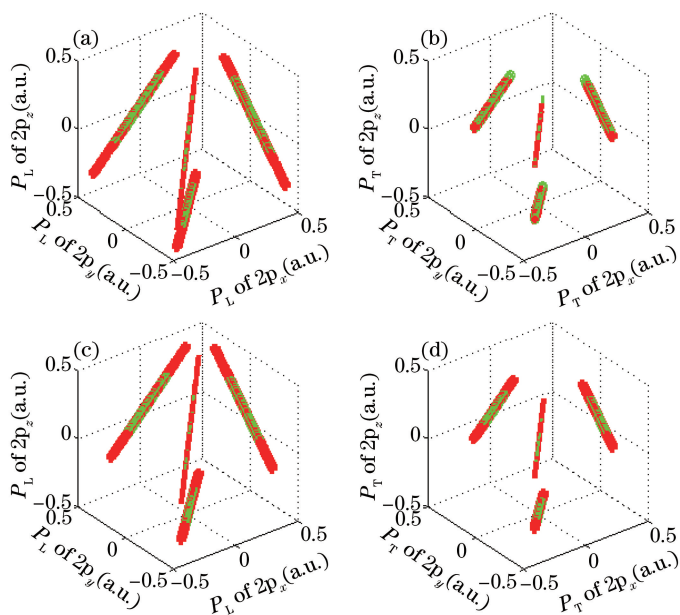 (a)
0.5
0
−0.5
P_L of 2p_z(a.u.)
0.5
0
−0.5
P_L of 2p_y(a.u.)
−0.5
0
0.5
P_L of 2p_x(a.u.)
(b)
0.5
0
−0.5
P_T of 2p_z(a.u.)
0.5
0
−0.5
P_T of 2p_y(a.u.)
−0.5
0
0.5
P_T of 2p_x(a.u.)
(c)
0.5
0
−0.5
P_L of 2p_z(a.u.)
0.5
0
−0.5
P_L of 2p_y(a.u.)
−0.5
0
0.5
P_L of 2p_x(a.u.)
(d)
0.5
0
−0.5
P_T of 2p_z(a.u.)
0.5
0
−0.5
P_T of 2p_y(a.u.)
−0.5
0
0.5
P_T of 2p_x(a.u.)